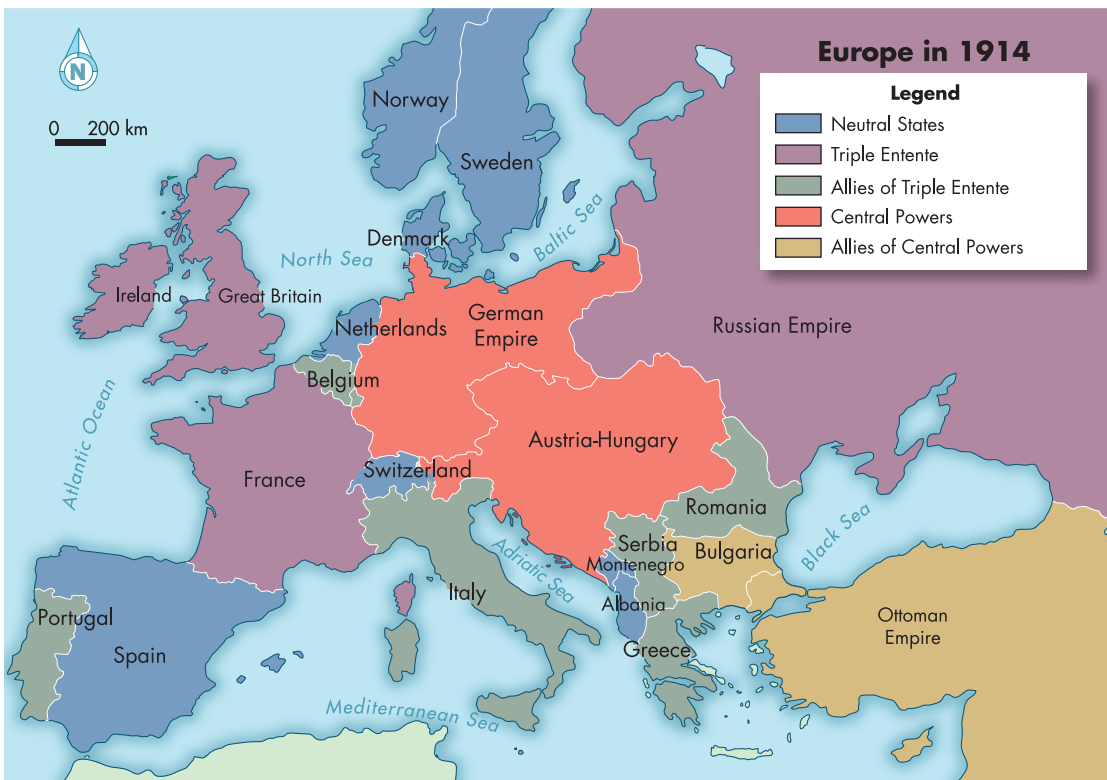 Europe in 1914
Legend
Neutral States
Triple Entente
Allies of Triple Entente
Central Powers
Allies of Central Powers
N
0 200 km
Norway
Sweden
Denmark
Baltic Sea
North Sea
Ireland
Great Britain
Netherlands
German
Empire
Russian Empire
Belgium
Atlantic Ocean
Austria-Hungary
France
Switzerland
Romania
Black Sea
Serbia
Bulgaria
Montenegro
Adriatic Sea
Italy
Albania
Portugal
Ottoman
Empire
Spain
Greece
Mediterranean Sea